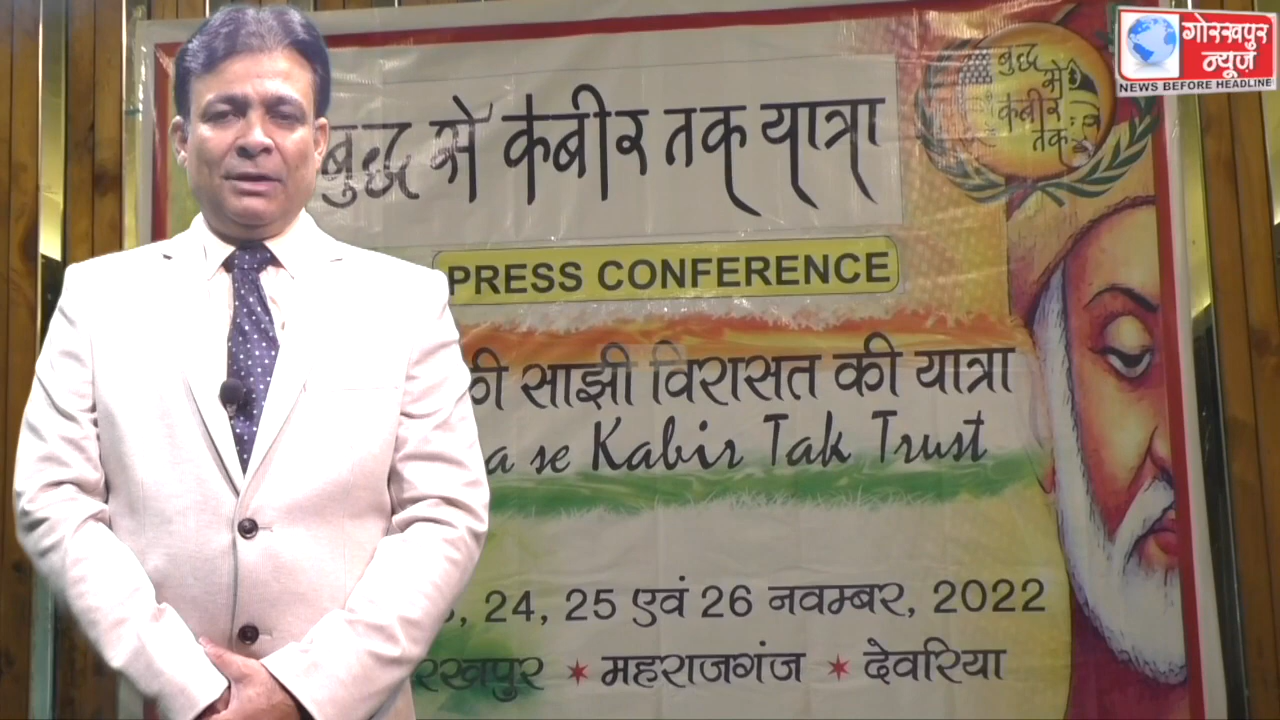 बुद्ध से कबीर तक यात्रा
बुद्ध
से
कबीर
तक
गोरखपुर
न्यूज
NEWS BEFORE HEADLINE
PRESS CONFERENCE
की साझी विरासत की यात्रा
se Kabir Tak Trust
24, 25 एवं 26 नवम्बर, 2022
महराजगंज ✶ देवरिया